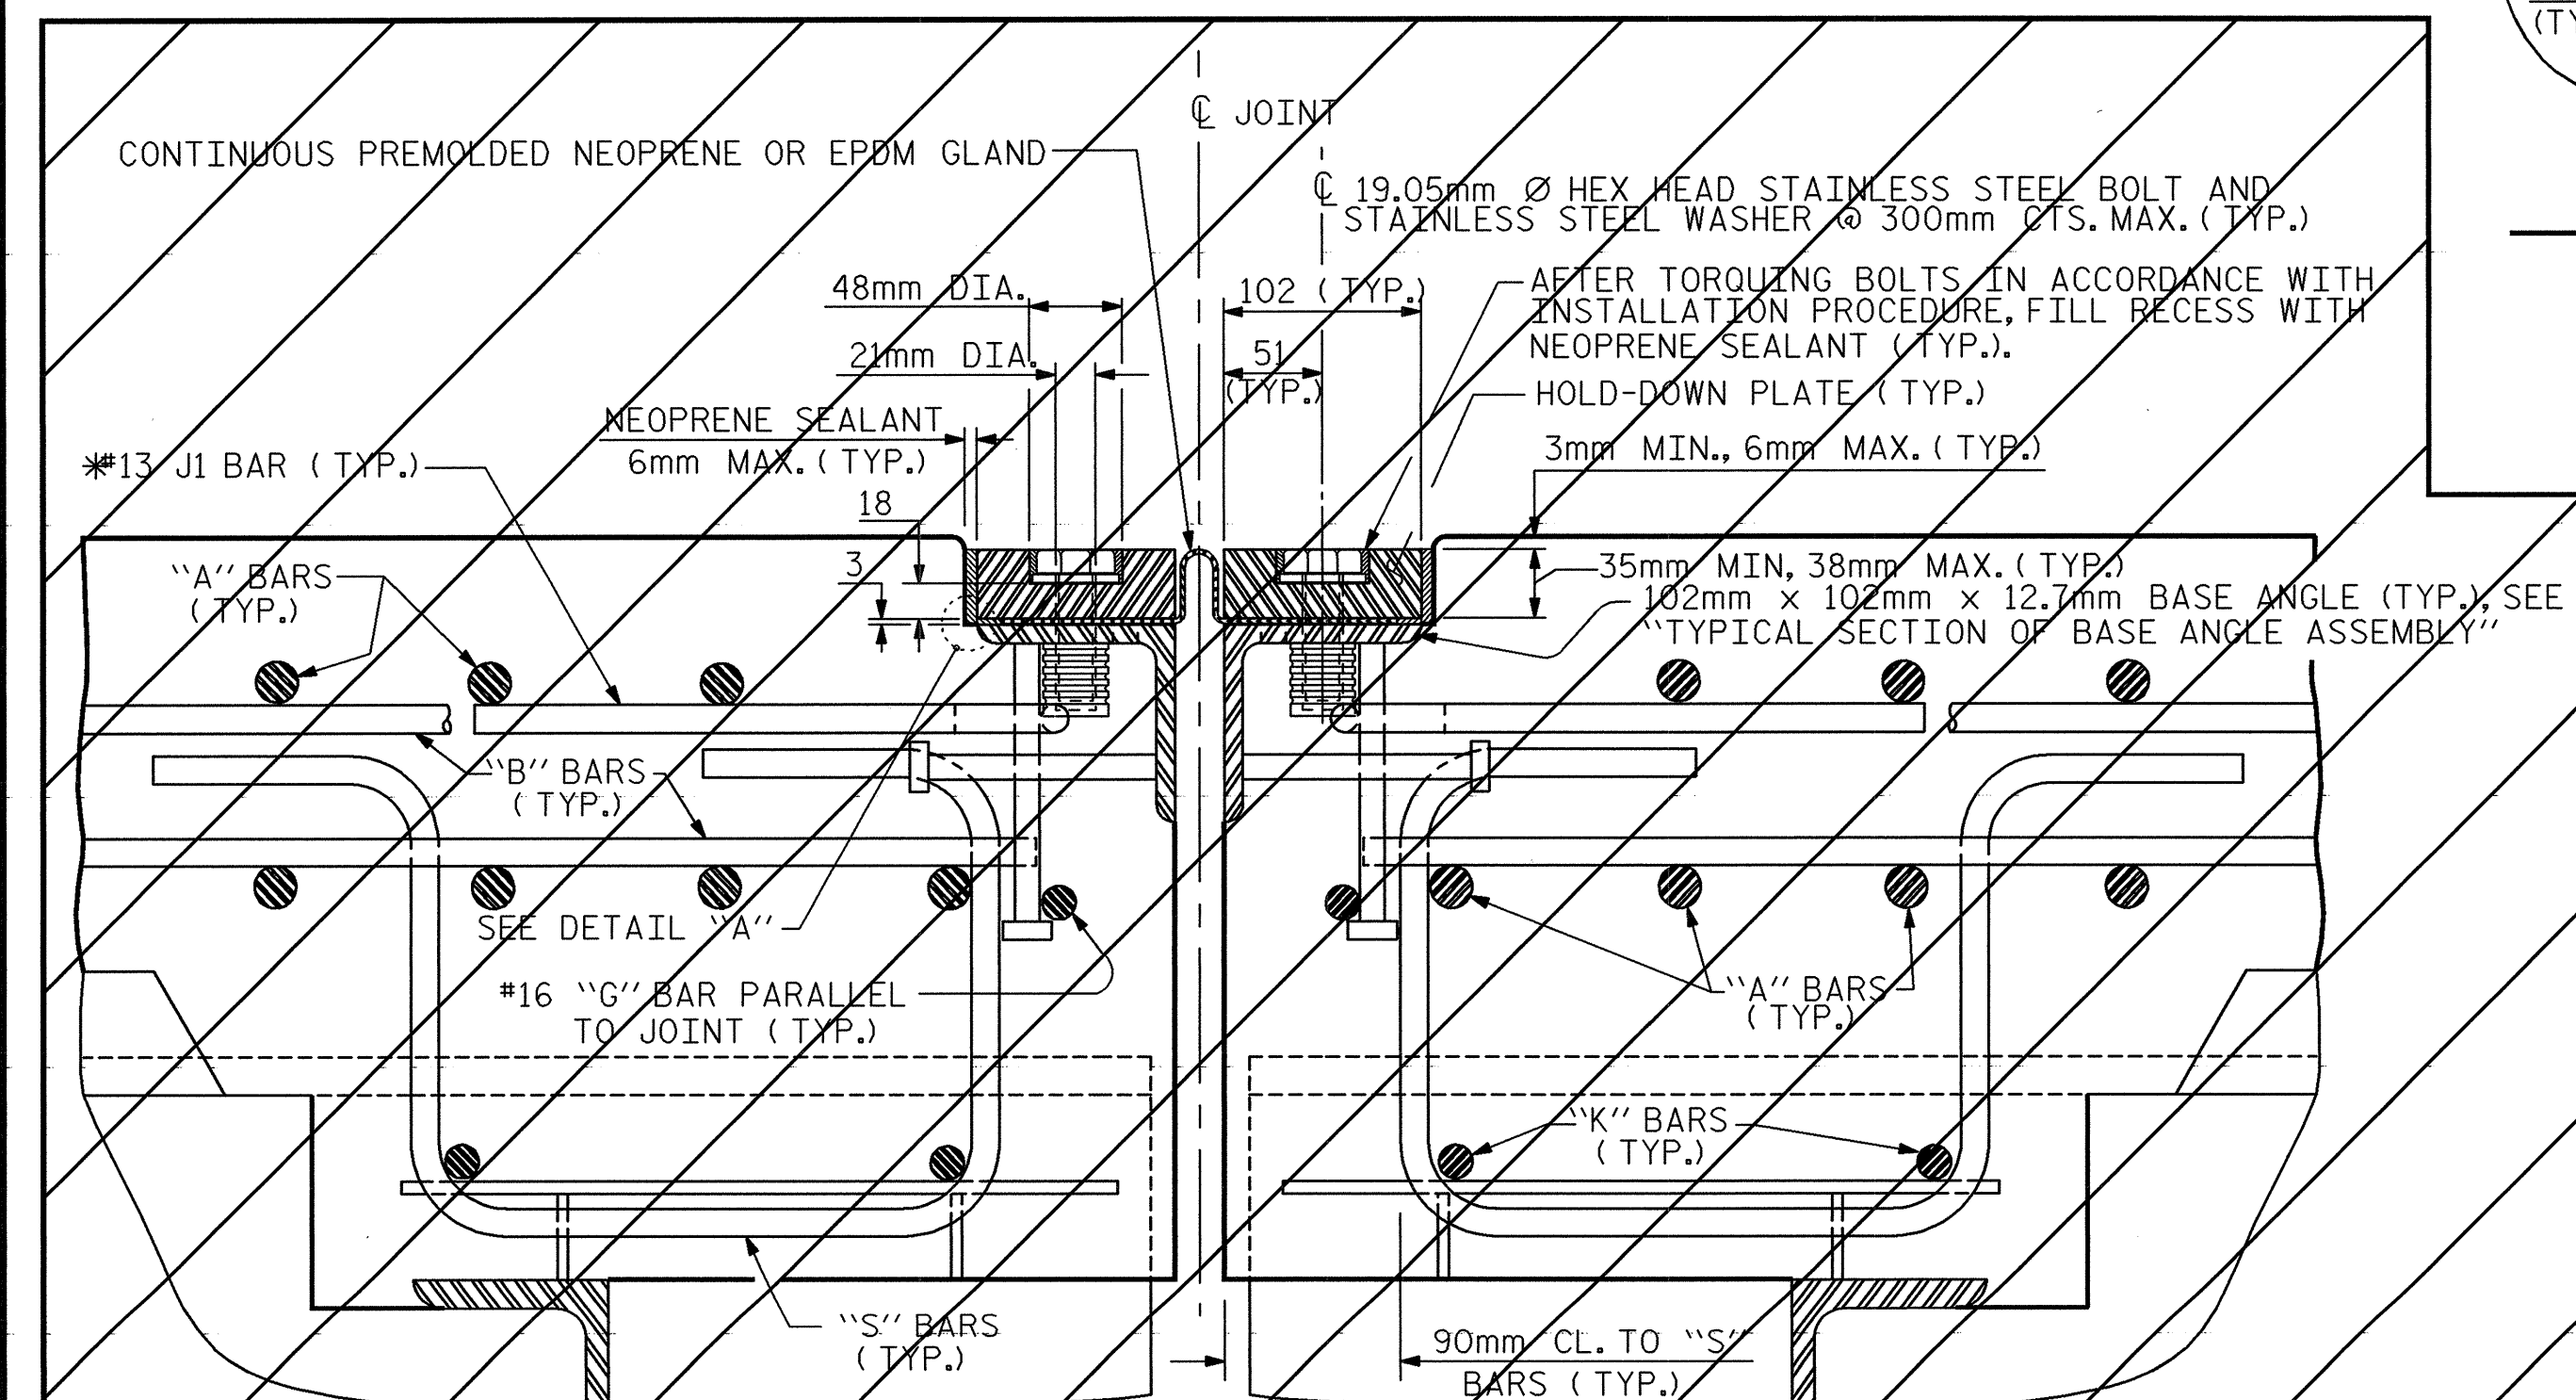 (TY
℄ JOINT
CONTINUOUS PREMOLDED NEOPRENE OR EPDM GLAND
℄ 19.05mm Ø HEX HEAD STAINLESS STEEL BOLT AND
STAINLESS STEEL WASHER @ 300mm CTS. MAX. (TYP.)
AFTER TORQUING BOLTS IN ACCORDANCE WITH
INSTALLATION PROCEDURE, FILL RECESS WITH
NEOPRENE SEALANT (TYP.).
48mm DIA.
102 (TYP.)
21mm DIA.
51
(TYP.)
HOLD-DOWN PLATE (TYP.)
NEOPRENE SEALANT
6mm MAX. (TYP.)
3mm MIN., 6mm MAX. (TYP.)
*#13 J1 BAR (TYP.)
18
3
35mm MIN, 38mm MAX. (TYP.)
102mm x 102mm x 12.7mm BASE ANGLE (TYP.), SEE
"TYPICAL SECTION OF BASE ANGLE ASSEMBLY"
"A" BARS
(TYP.)
"B" BARS
(TYP.)
SEE DETAIL "A"
#16 "G" BAR PARALLEL
TO JOINT (TYP.)
"A" BARS
(TYP.)
"K" BARS
(TYP.)
"S" BARS
(TYP.)
90mm CL. TO "S"
BARS (TYP.)